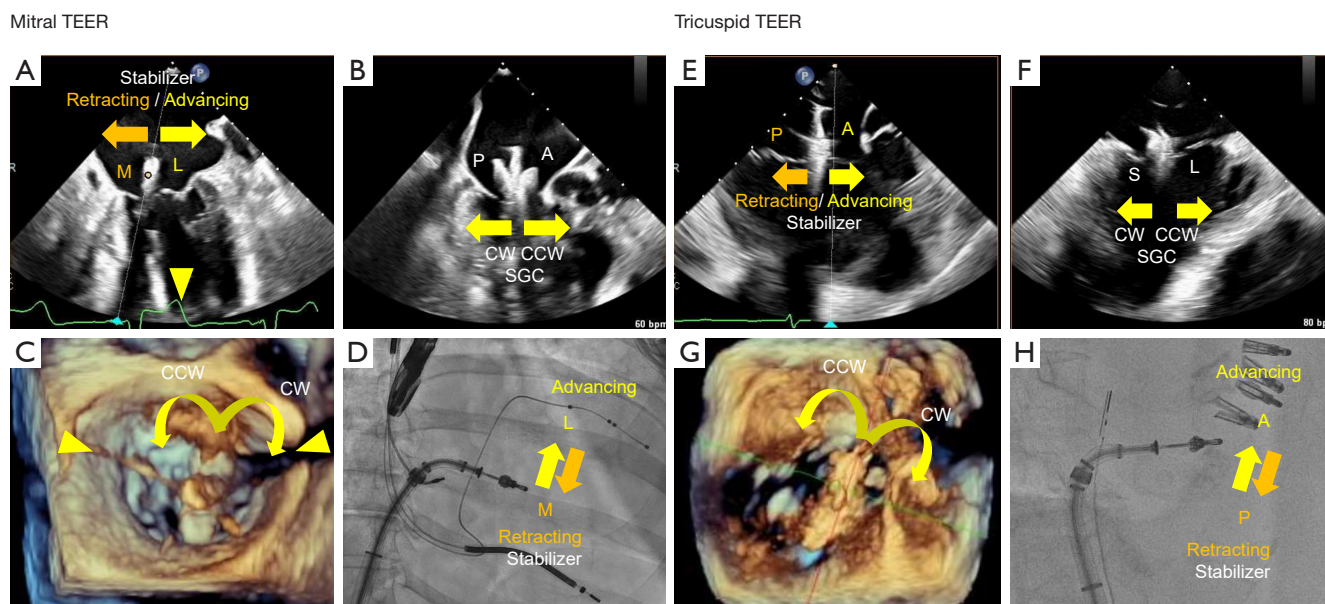 Mitral TEER
Tricuspid TEER
A
Stabilizer
P
Retracting / Advancing
M
L
B
P
A
CW CCW
SGC
60 bpm
E
P
P
A
Retracting/ Advancing
Stabilizer
F
S
L
CW CCW
SGC
80 bp
C
CCW
CW
D
Advancing
L
M
Retracting
Stabilizer
G
CCW
CW
H
Advancing
A
P
Retracting
Stabilizer